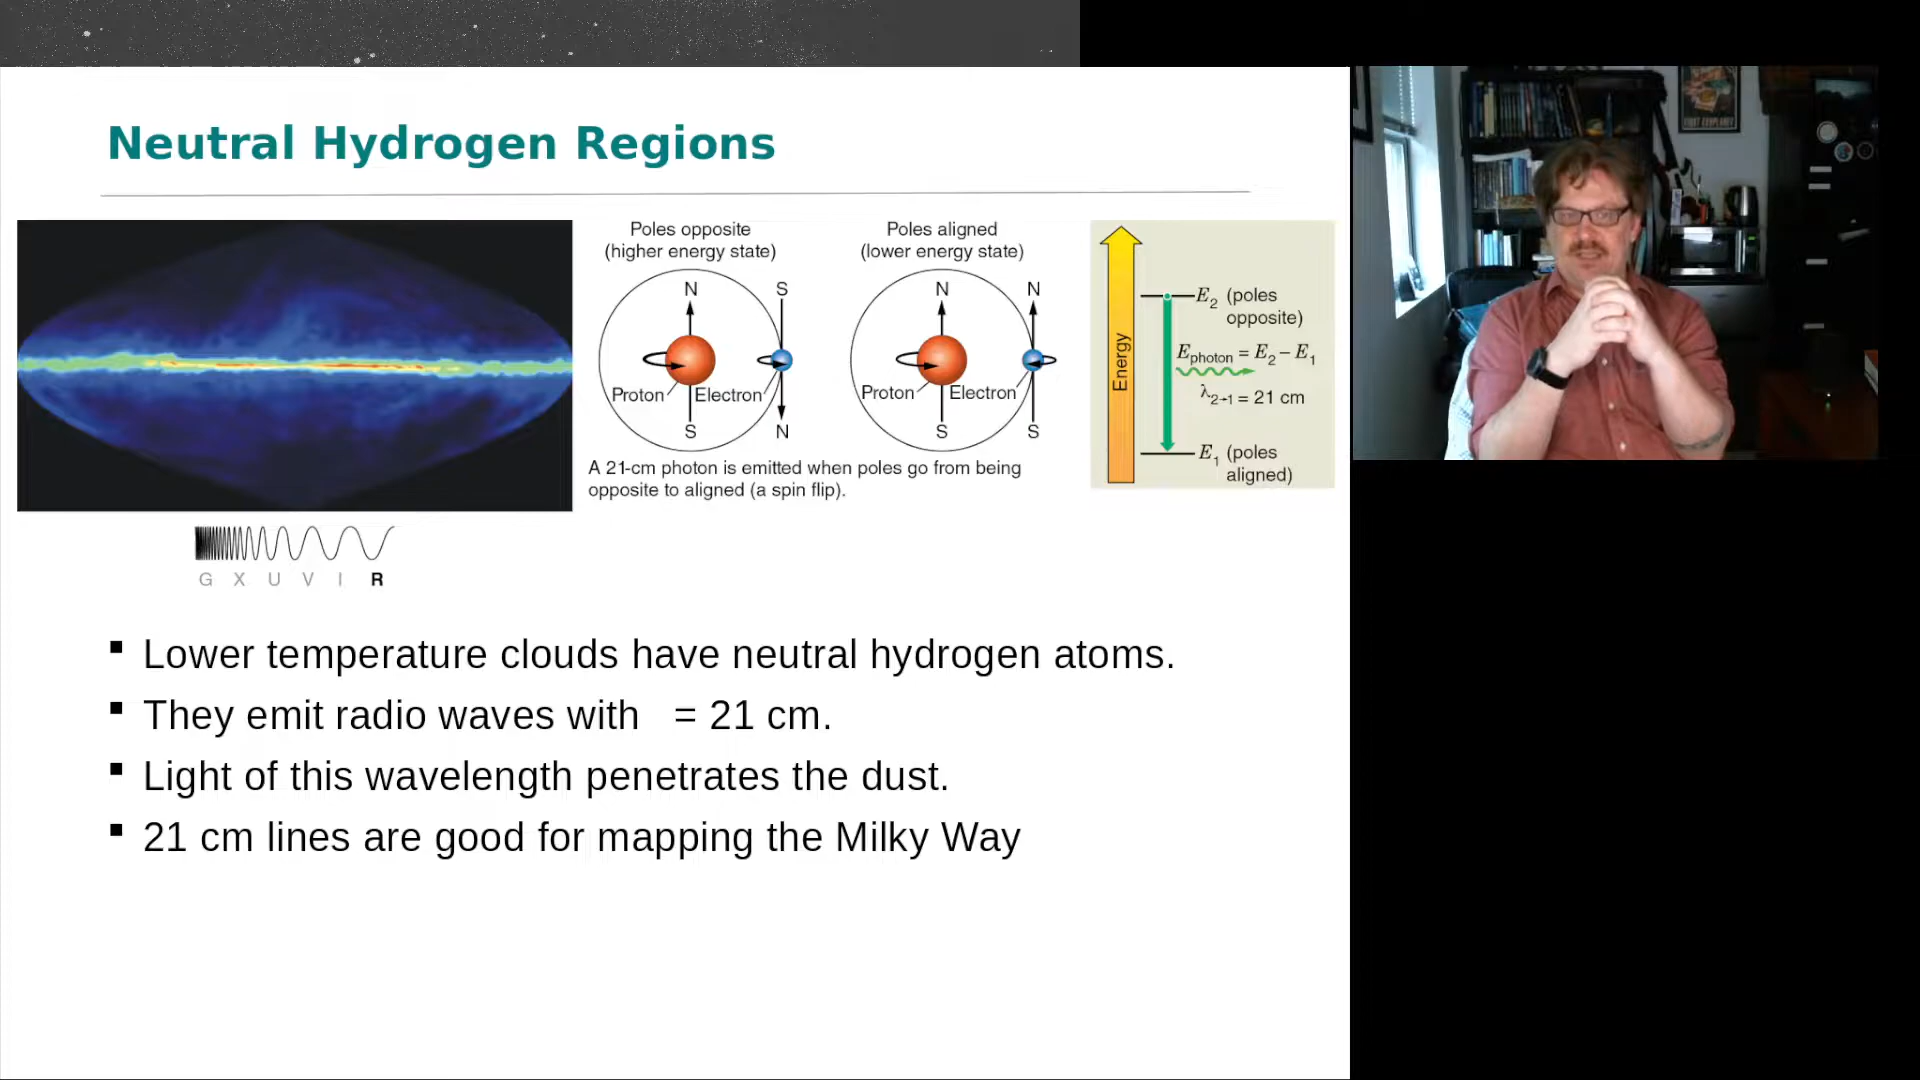 Neutral Hydrogen Regions
Poles opposite
(higher energy state)
N
S
Proton
Electron
S
N
Poles aligned
(lower energy state)
N
N
Proton
Electron
S
S
A 21-cm photon is emitted when poles go from being
opposite to aligned (a spin flip).
Energy
E2 (poles
opposite)
Ephoton = E2 – E1
λ2→1 = 21 cm
E1 (poles
aligned)
G X U V I R
▪ Lower temperature clouds have neutral hydrogen atoms.
▪ They emit radio waves with = 21 cm.
▪ Light of this wavelength penetrates the dust.
▪ 21 cm lines are good for mapping the Milky Way